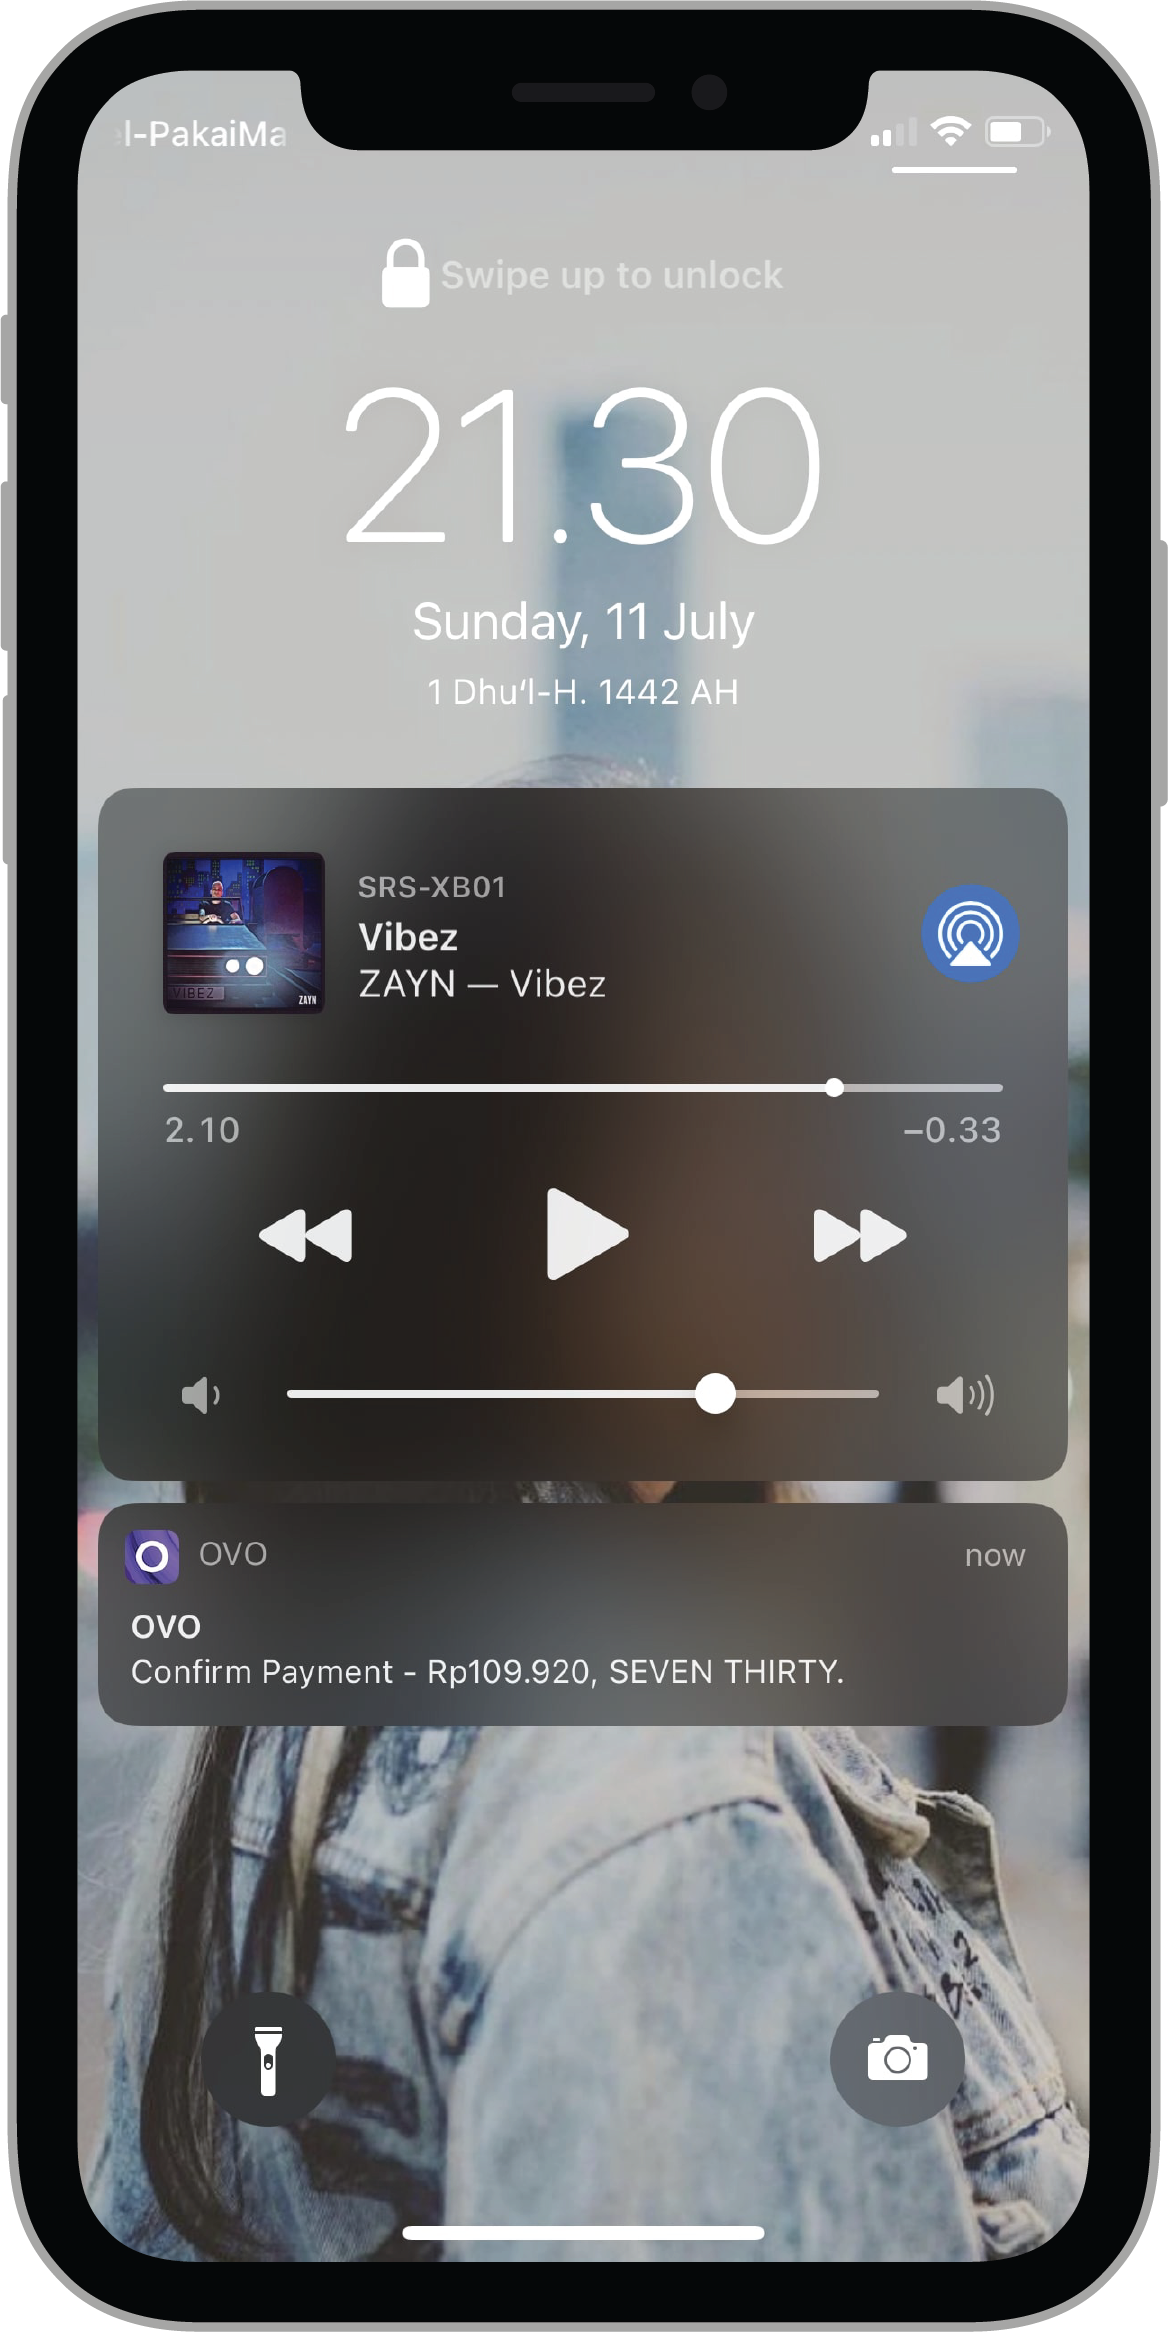 l-PakaiMa
Swipe up to unlock
21.30
Sunday, 11 July
1 Dhuʻl-H. 1442 AH
SRS-XB01
Vibez
ZAYN — Vibez
VIBEZ
ZAYN
2.10
–0.33
OVO
now
OVO
Confirm Payment - Rp109.920, SEVEN THIRTY.